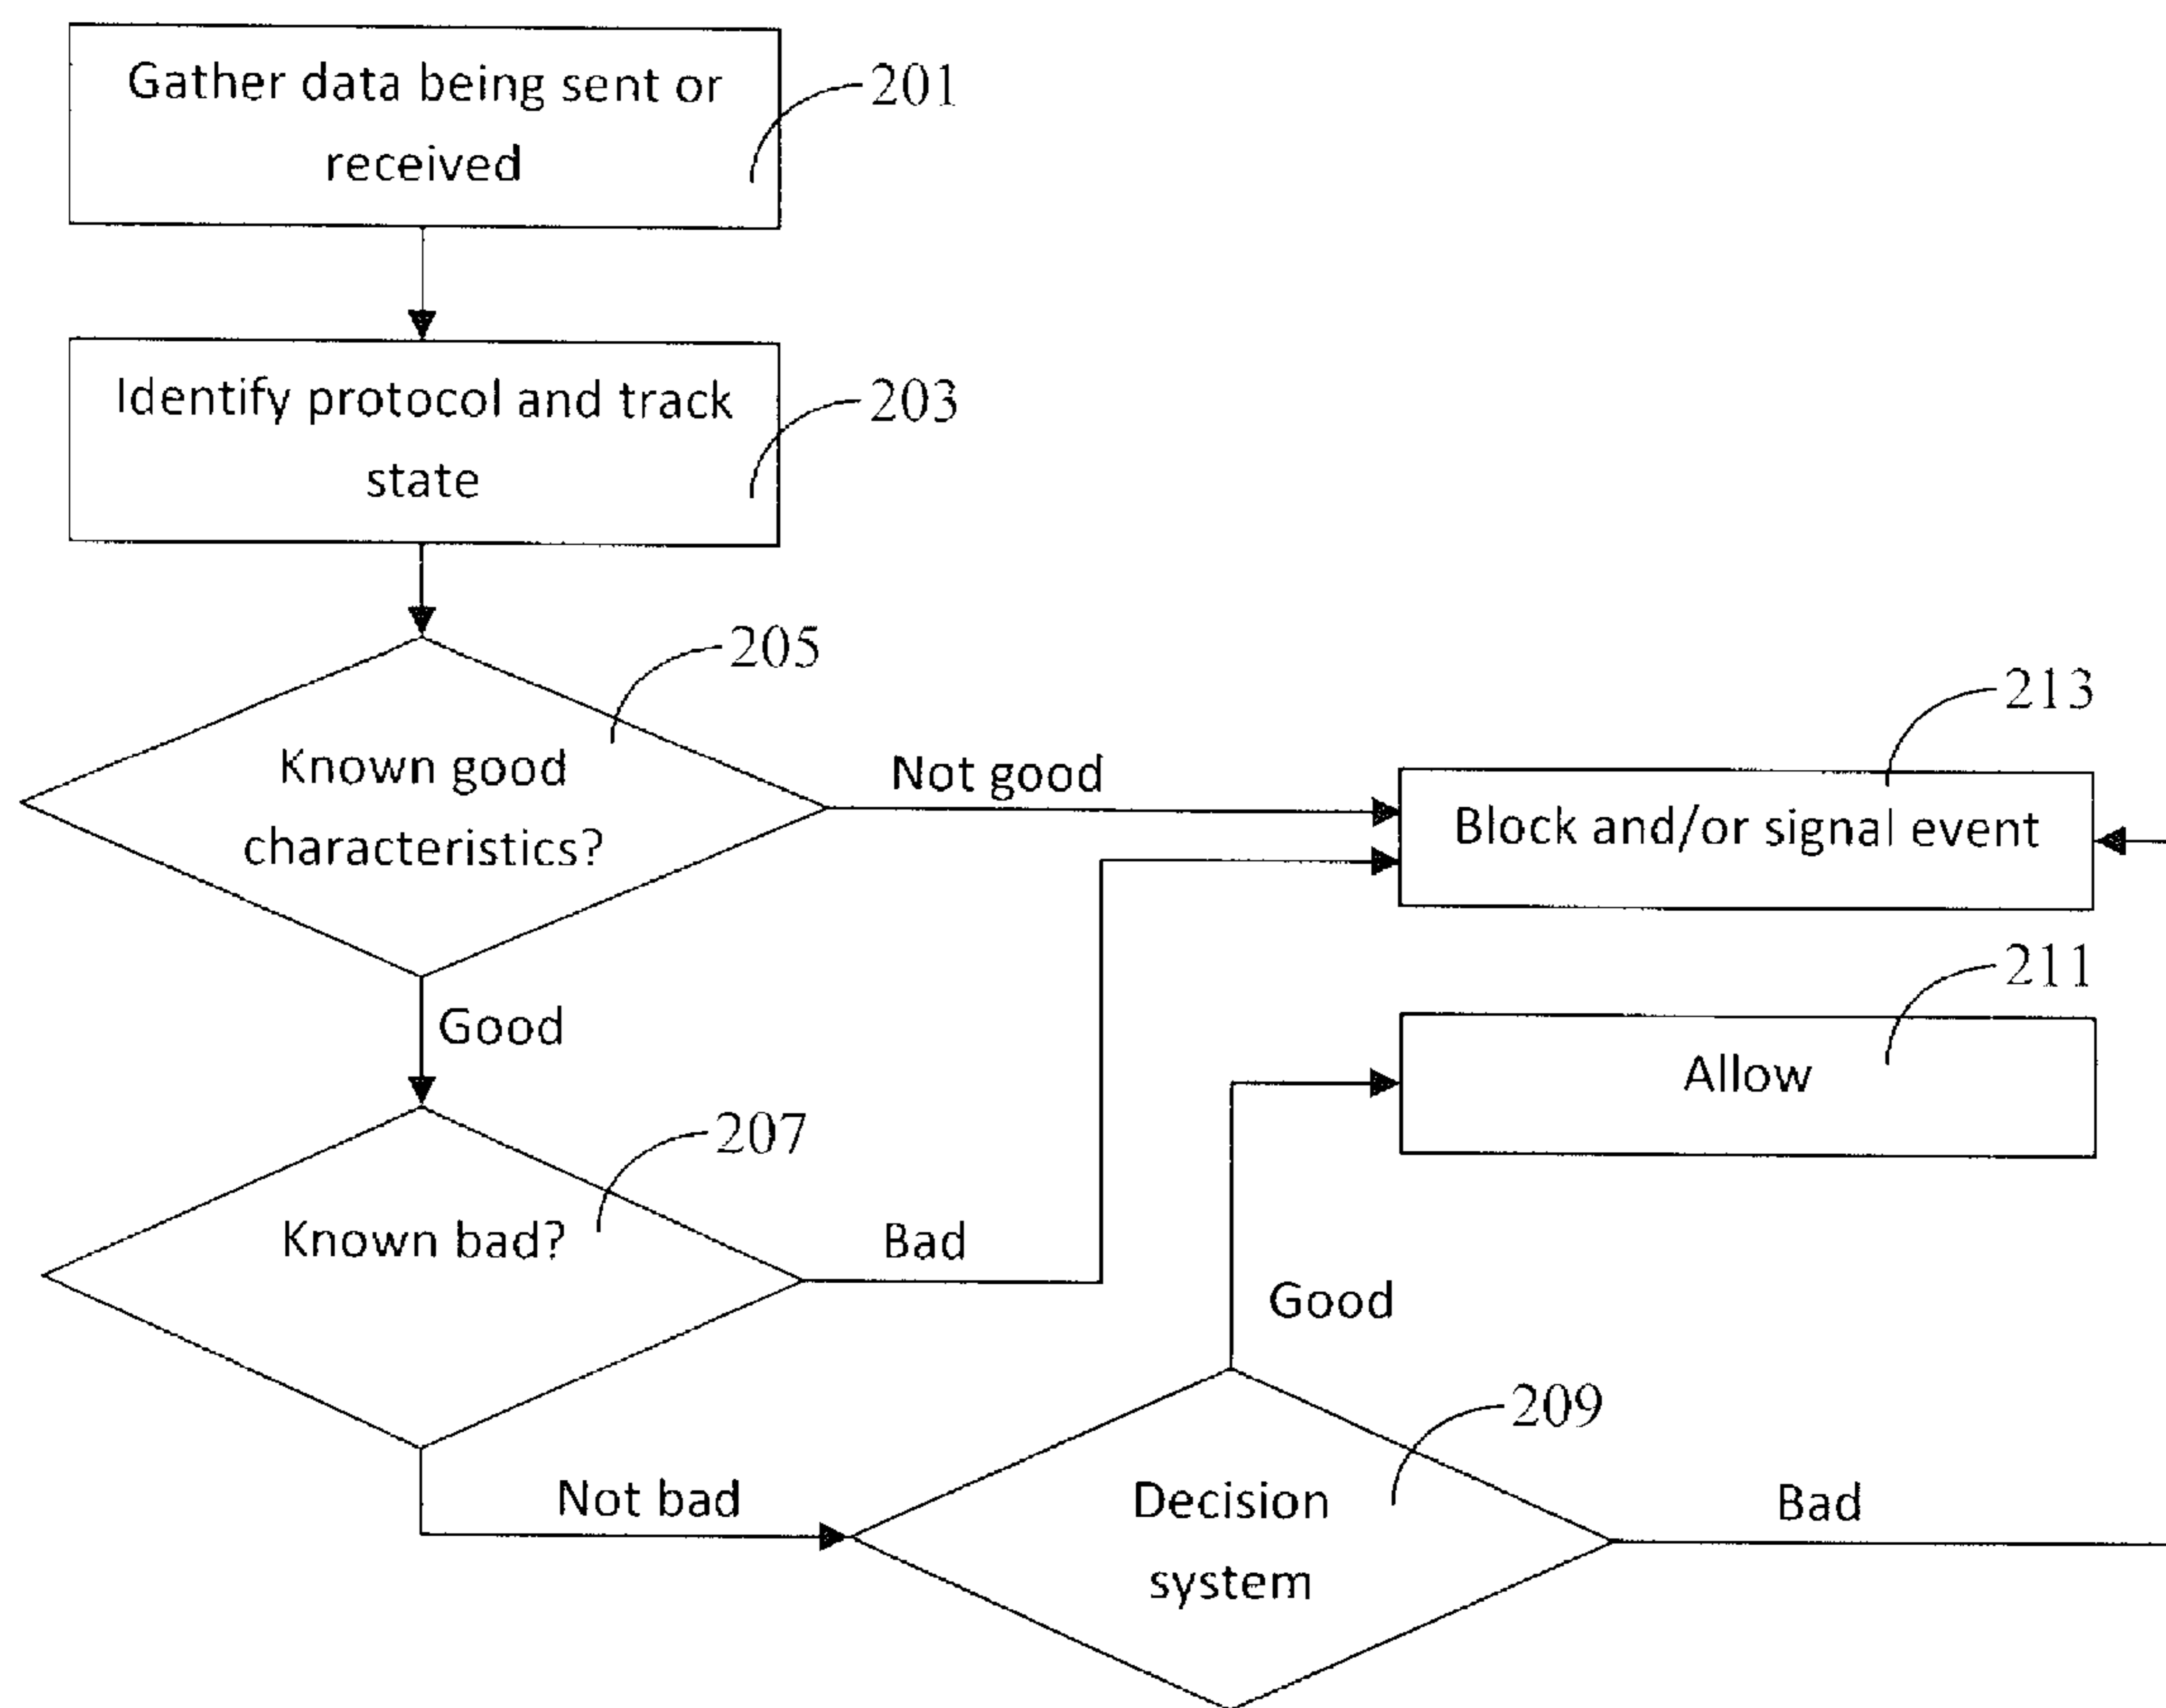 Gather data being sent or
received
201
Identify protocol and track
state
203
205
Known good
characteristics?
Not good
213
Block and/or signal event
Good
211
Allow
207
Known bad?
Bad
Good
209
Not bad
Decision
system
Bad